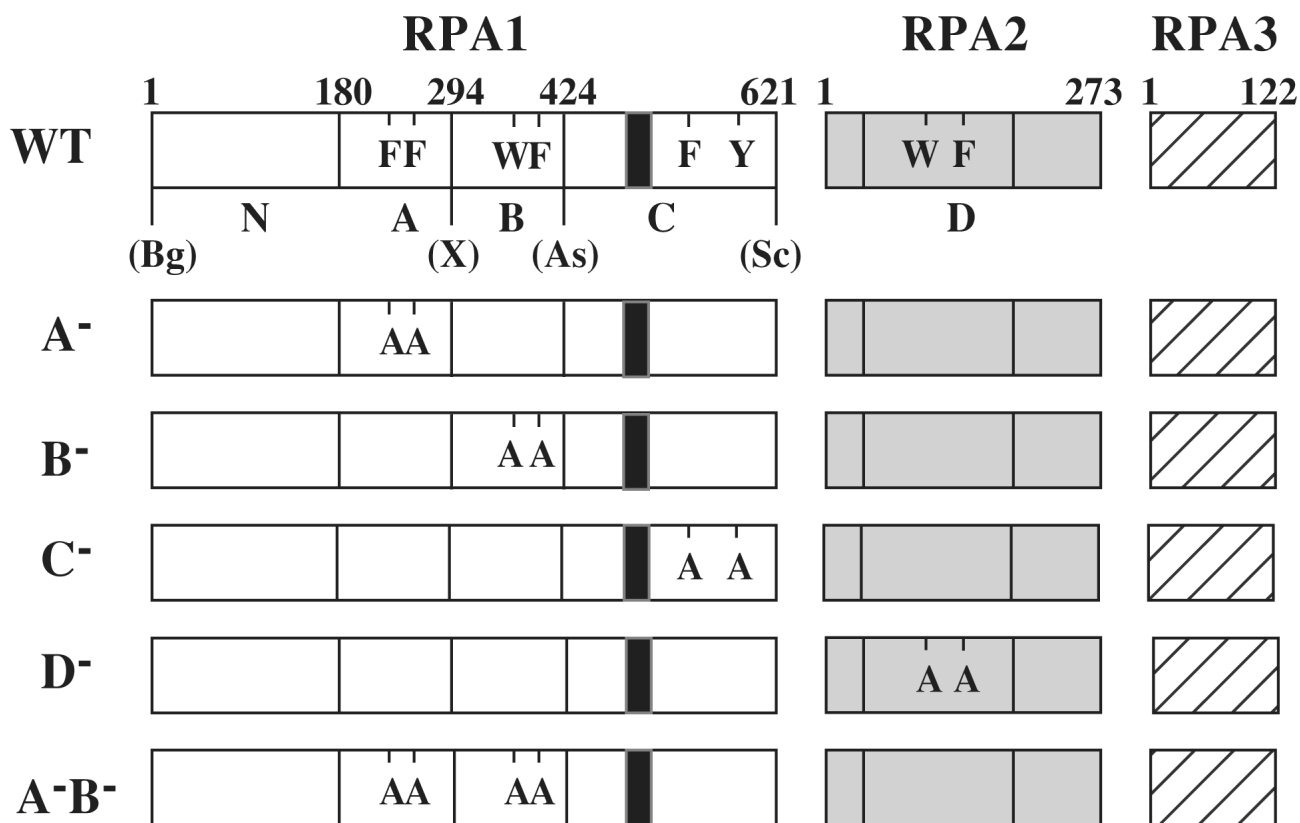 RPA1 RPA2 RPA3
1 180 294 424 621 1 273 1 122
WT FF WF F Y W F
N A B C D
(Bg) (X) (As) (Sc)
A- AA
B- A A
C- A A
D- A A
A-B- AA AA